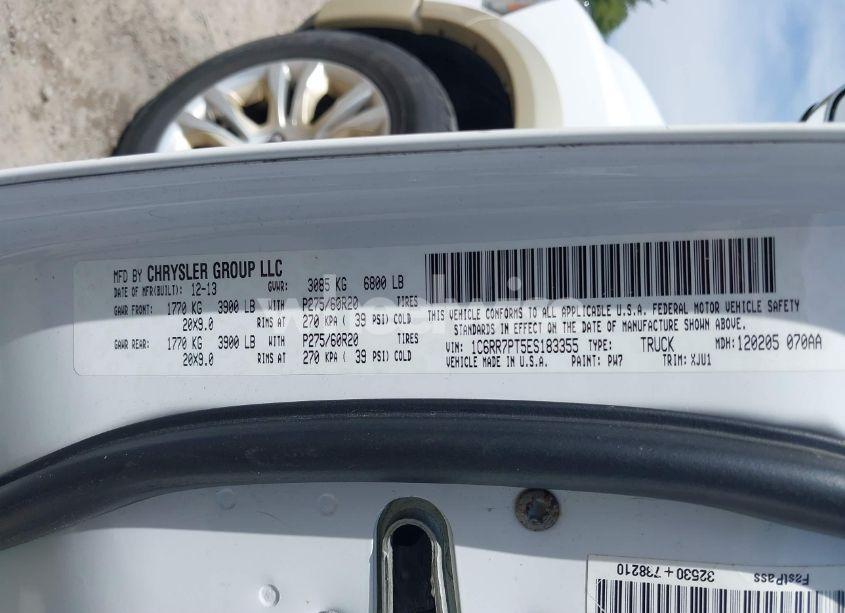 MFD BY CHRYSLER GROUP LLC
DATE OF MFR(BUILT): 12-13 GVWR: 3085 KG 6800 LB
GAWR FRONT: 1770 KG 3900 LB WITH P275/60R20 TIRES
20X9.0 RIMS AT 270 KPA ( 39 PSI) COLD
GAWR REAR: 1770 KG 3900 LB WITH P275/60R20 TIRES
20X9.0 RIMS AT 270 KPA ( 39 PSI) COLD
THIS VEHICLE CONFORMS TO ALL APPLICABLE U.S.A. FEDERAL MOTOR VEHICLE SAFETY
STANDARDS IN EFFECT ON THE DATE OF MANUFACTURE SHOWN ABOVE.
VIN: 1C6RR7PT5ES183355 TYPE: TRUCK MDH: 120205 070AA
VEHICLE MADE IN U.S.A. PAINT: PW7 TRIM: XJU1
FastPass
32530+738210